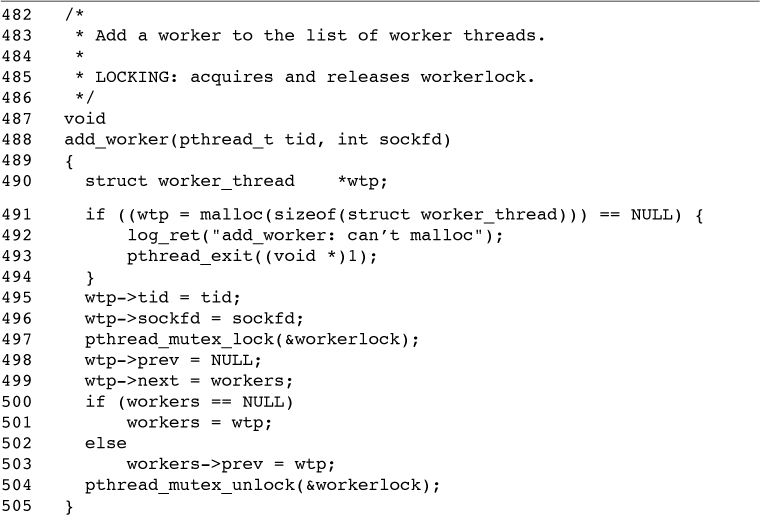 482 /*
483 * Add a worker to the list of worker threads.
484 *
485 * LOCKING: acquires and releases workerlock.
486 */
487 void
488 add_worker(pthread_t tid, int sockfd)
489 {
490 struct worker_thread *wtp;
491 if ((wtp = malloc(sizeof(struct worker_thread))) == NULL) {
492 log_ret("add_worker: can’t malloc");
493 pthread_exit((void *)1);
494 }
495 wtp->tid = tid;
496 wtp->sockfd = sockfd;
497 pthread_mutex_lock(&workerlock);
498 wtp->prev = NULL;
499 wtp->next = workers;
500 if (workers == NULL)
501 workers = wtp;
502 else
503 workers->prev = wtp;
504 pthread_mutex_unlock(&workerlock);
505 }